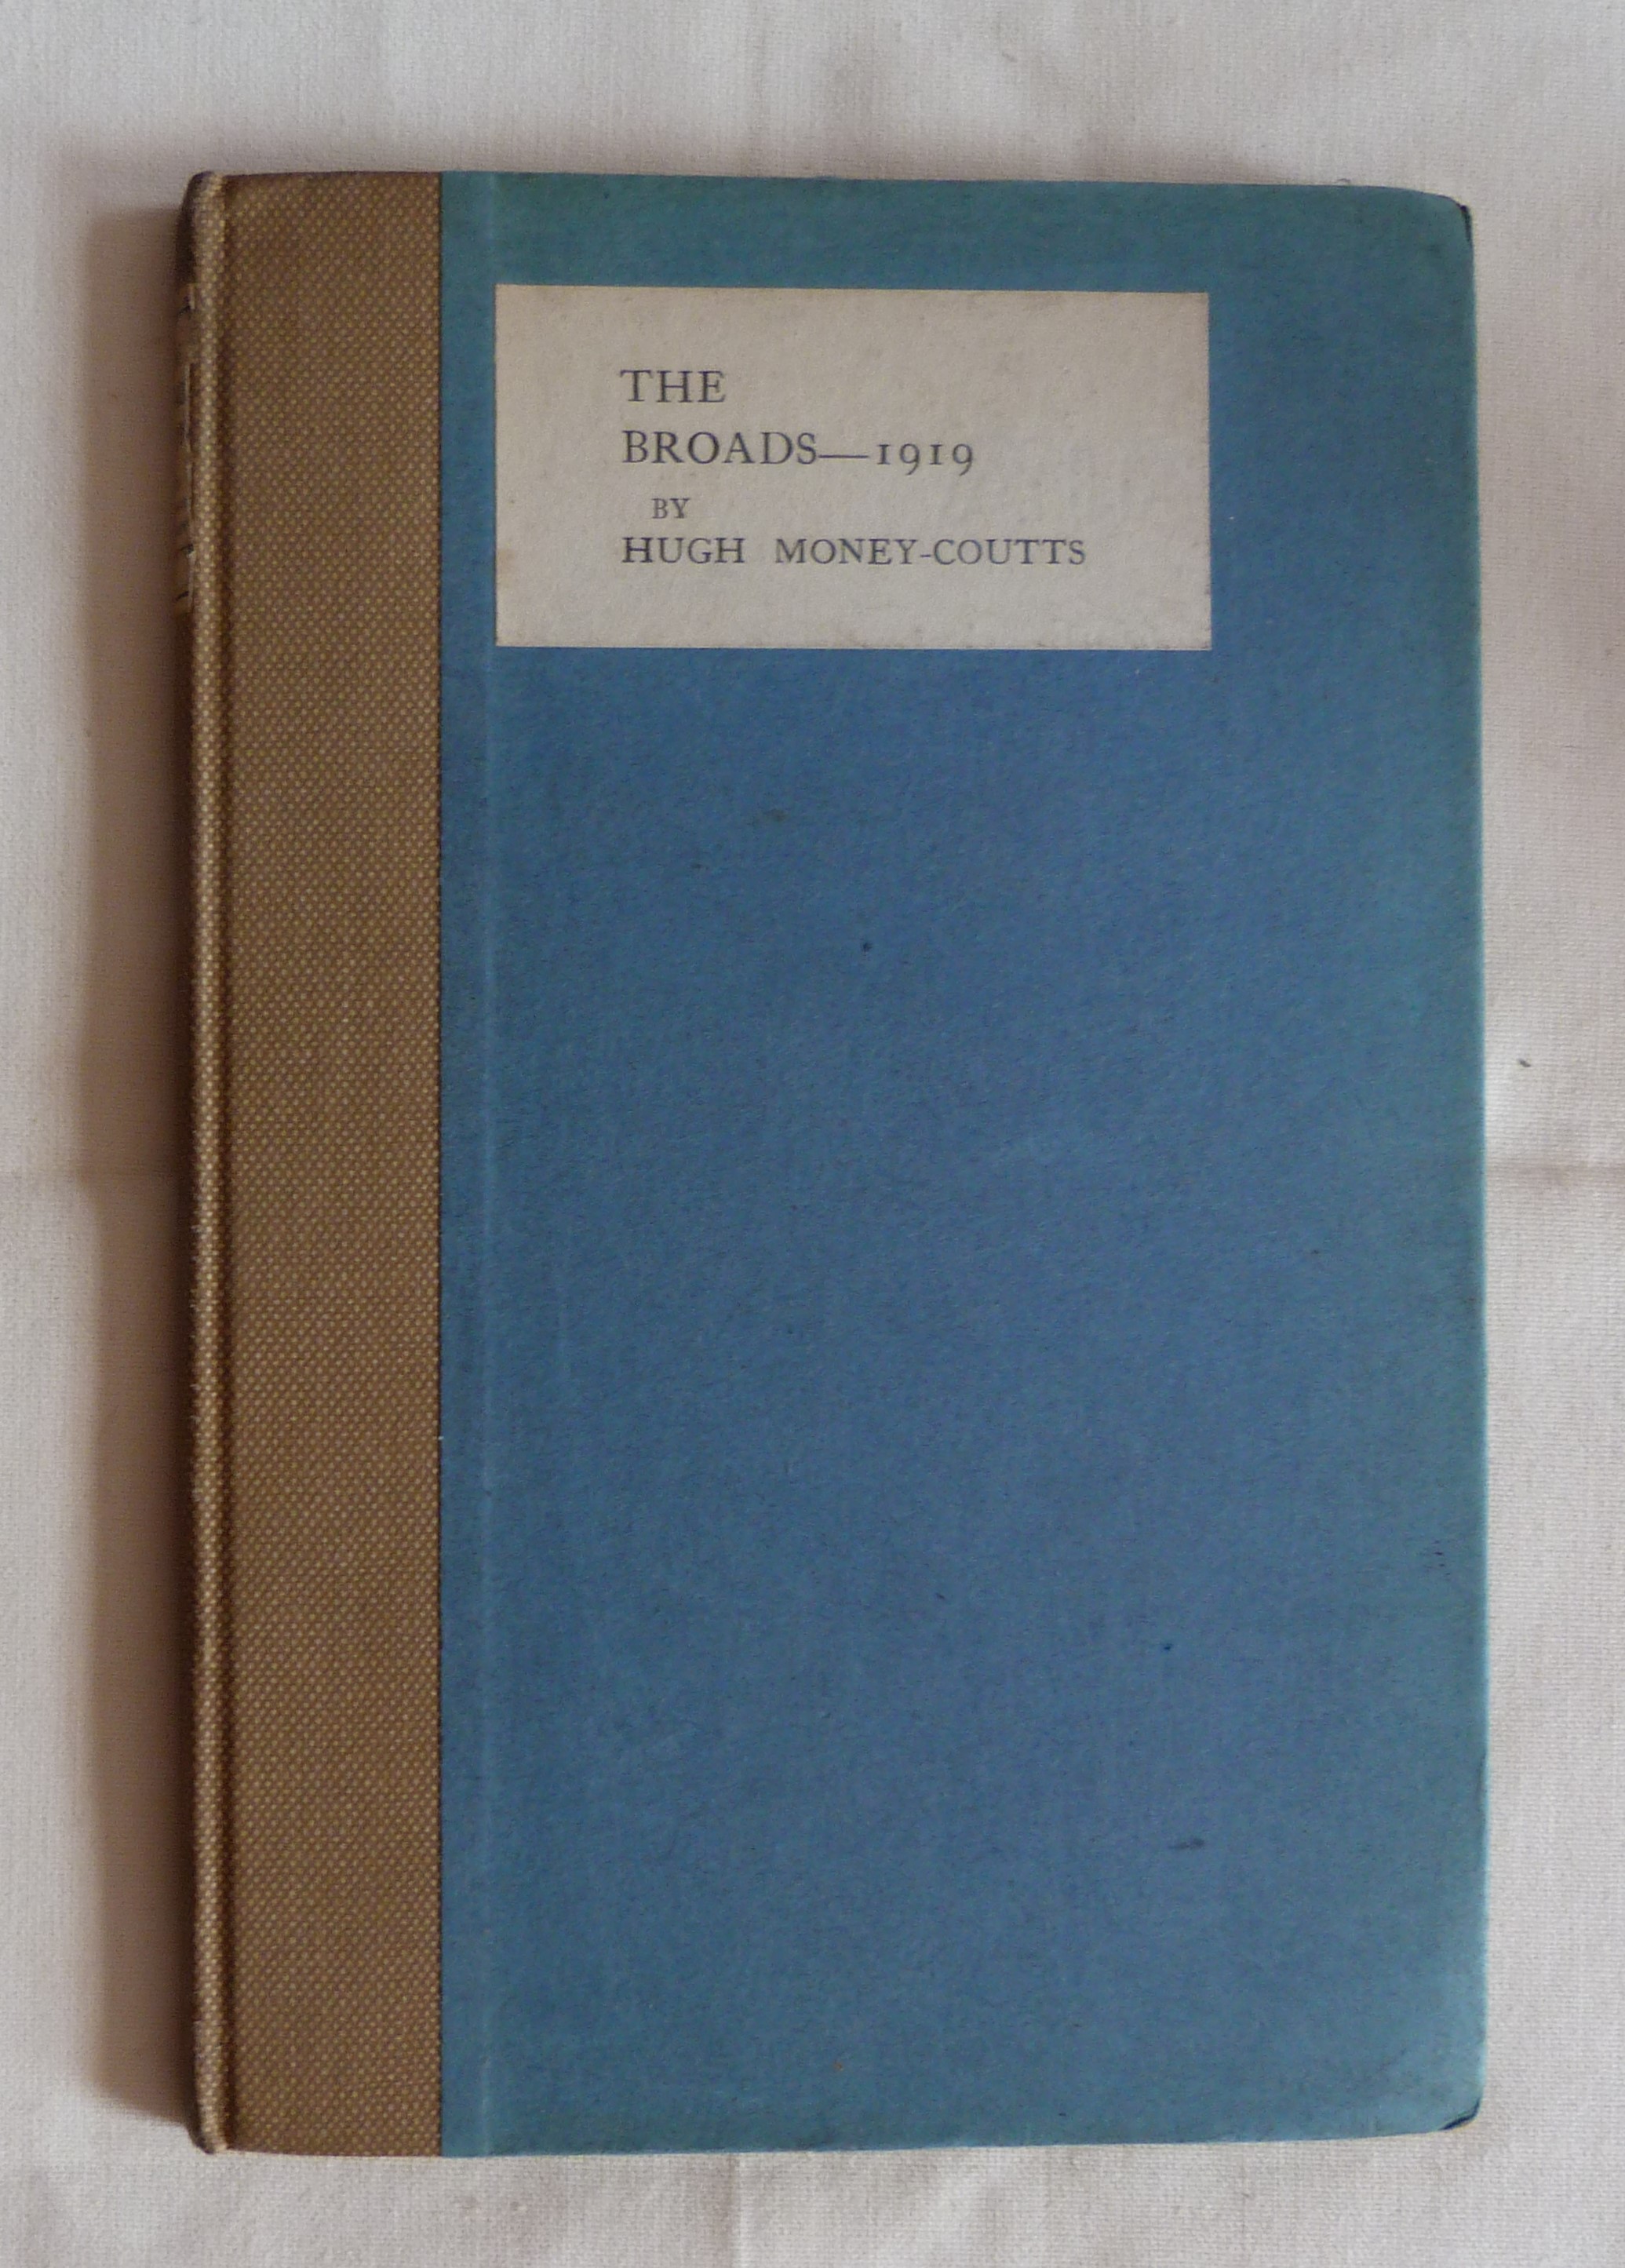 THE
BROADS—1919
BY
HUGH MONEY-COUTTS